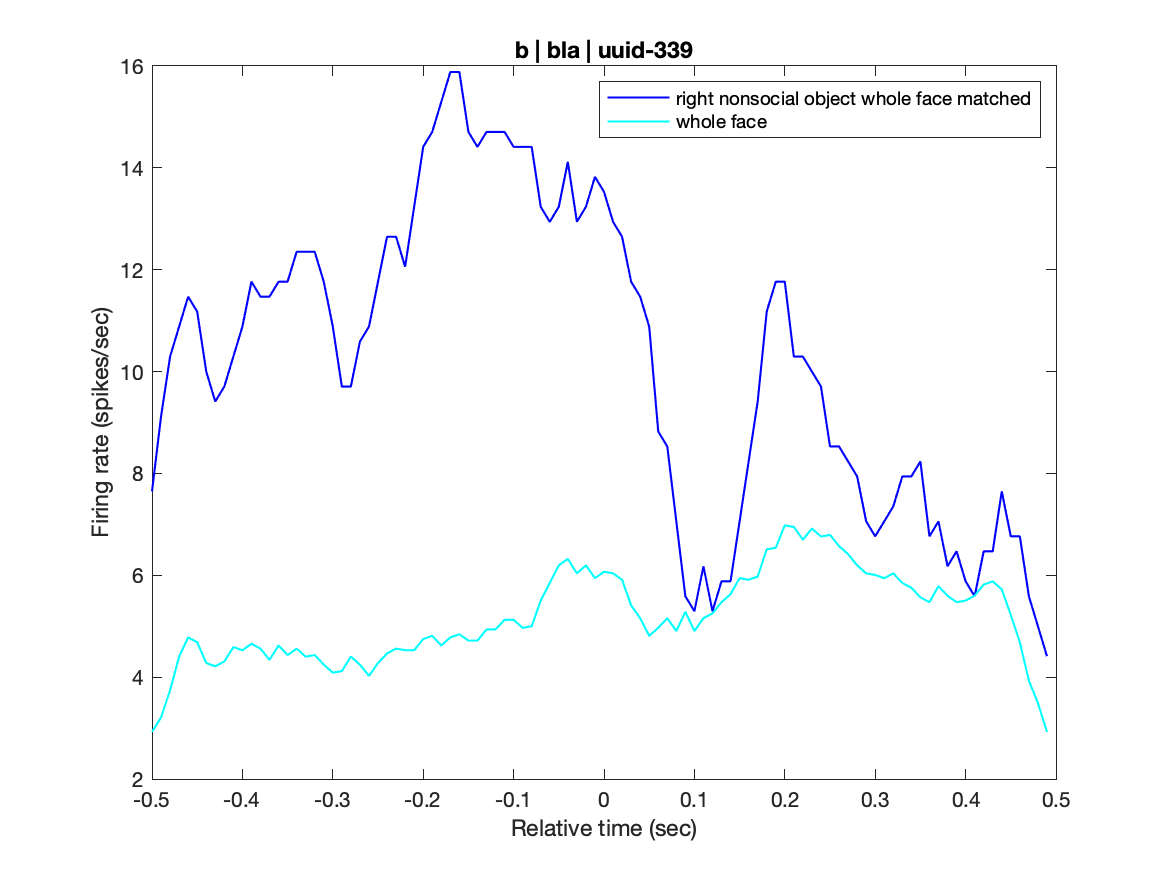 b | bla | uuid-339
right nonsocial object whole face matched
whole face
Firing rate (spikes/sec)
16
14
12
10
8
6
4
2
-0.5 -0.4 -0.3 -0.2 -0.1 0 0.1 0.2 0.3 0.4 0.5
Relative time (sec)